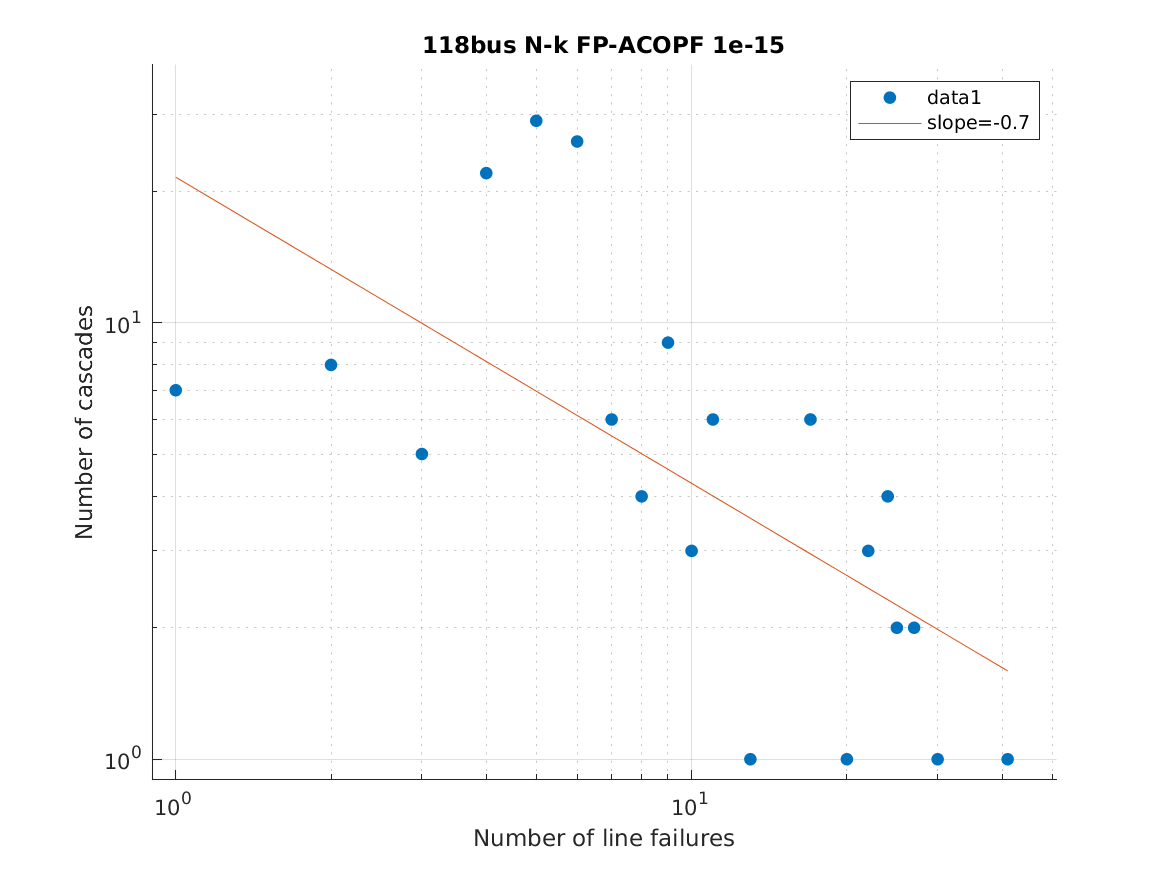 118bus N-k FP-ACOPF 1e-15
data1
slope=-0.7
Number of cascades
10^1
10^0
10^0
10^1
Number of line failures